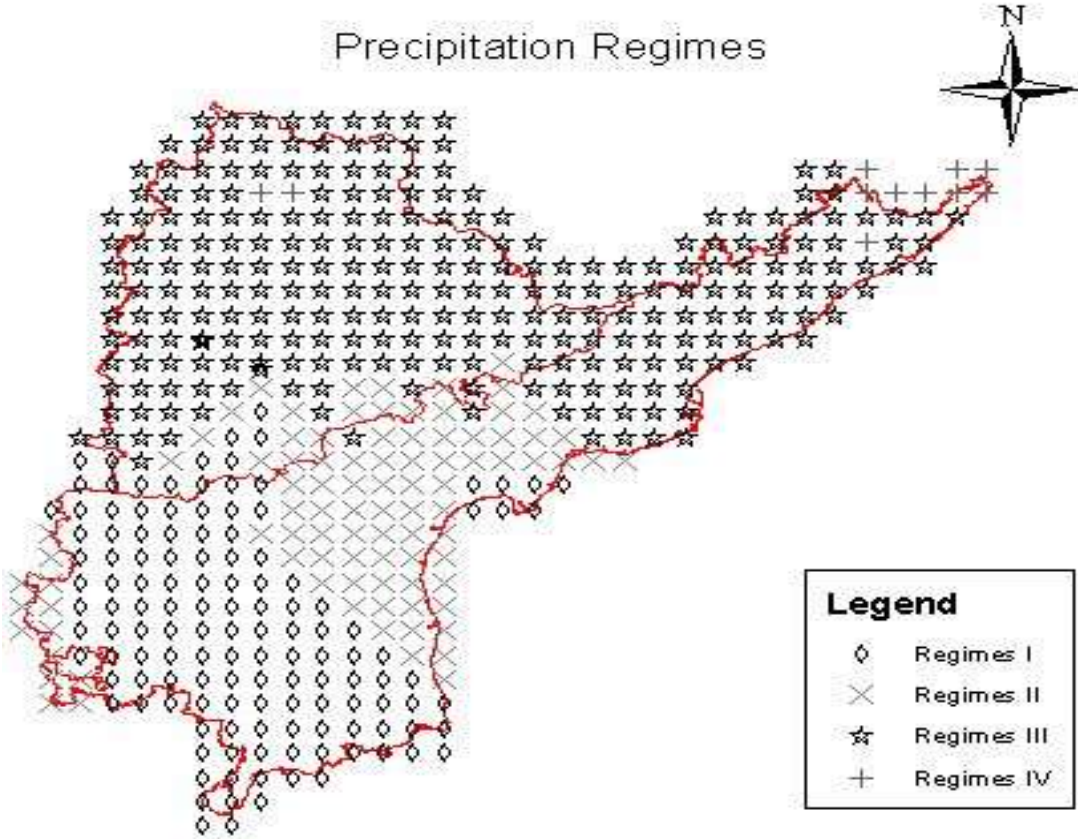 N
Precipitation Regimes
Legend
Regimes I
Regimes II
Regimes III
Regimes IV